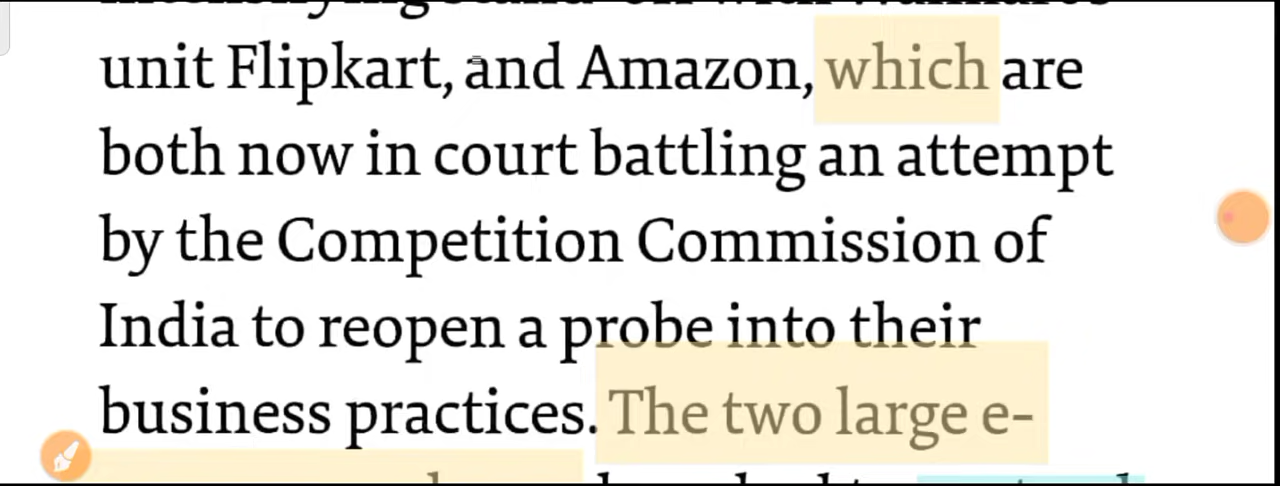 unit Flipkart, and Amazon, which are
both now in court battling an attempt
by the Competition Commission of
India to reopen a probe into their
business practices. The two large e-